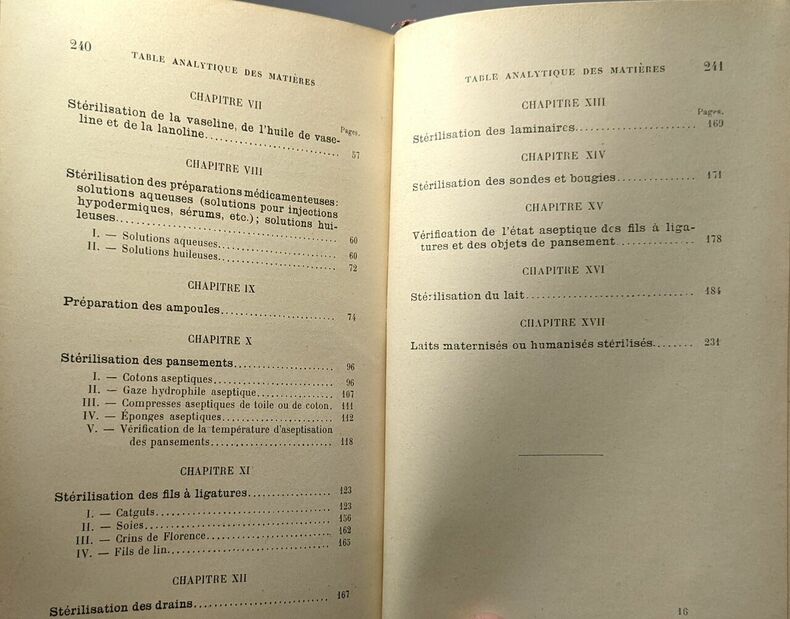 240
TABLE ANALYTIQUE DES MATIÈRES
CHAPITRE VII
Pages.
Stérilisation de la vaseline, de l'huile de vase-
line et de la lanoline 57
CHAPITRE VIII
Stérilisation des préparations médicamenteuses:
solutions aqueuses (solutions pour injections
hypodermiques, sérums, etc.); solutions hui-
leuses 60
I. — Solutions aqueuses 60
II. — Solutions huileuses 72
CHAPITRE IX
Préparation des ampoules 74
CHAPITRE X
Stérilisation des pansements 96
I. — Cotons aseptiques 96
II. — Gaze hydrophile aseptique 107
III. — Compresses aseptiques de toile ou de coton. 111
IV. — Éponges aseptiques 112
V. — Vérification de la température d'aseptisation
des pansements 118
CHAPITRE XI
Stérilisation des fils à ligatures 123
I. — Catguts 123
II. — Soies 156
III. — Crins de Florence 162
IV. — Fils de lin 165
CHAPITRE XII
Stérilisation des drains 167
TABLE ANALYTIQUE DES MATIÈRES 241
CHAPITRE XIII
Pages.
Stérilisation des laminaires 169
CHAPITRE XIV
Stérilisation des sondes et bougies 171
CHAPITRE XV
Vérification de l'état aseptique des fils à liga-
tures et des objets de pansement 178
CHAPITRE XVI
Stérilisation du lait 184
CHAPITRE XVII
Laits maternisés ou humanisés stérilisés 231
16